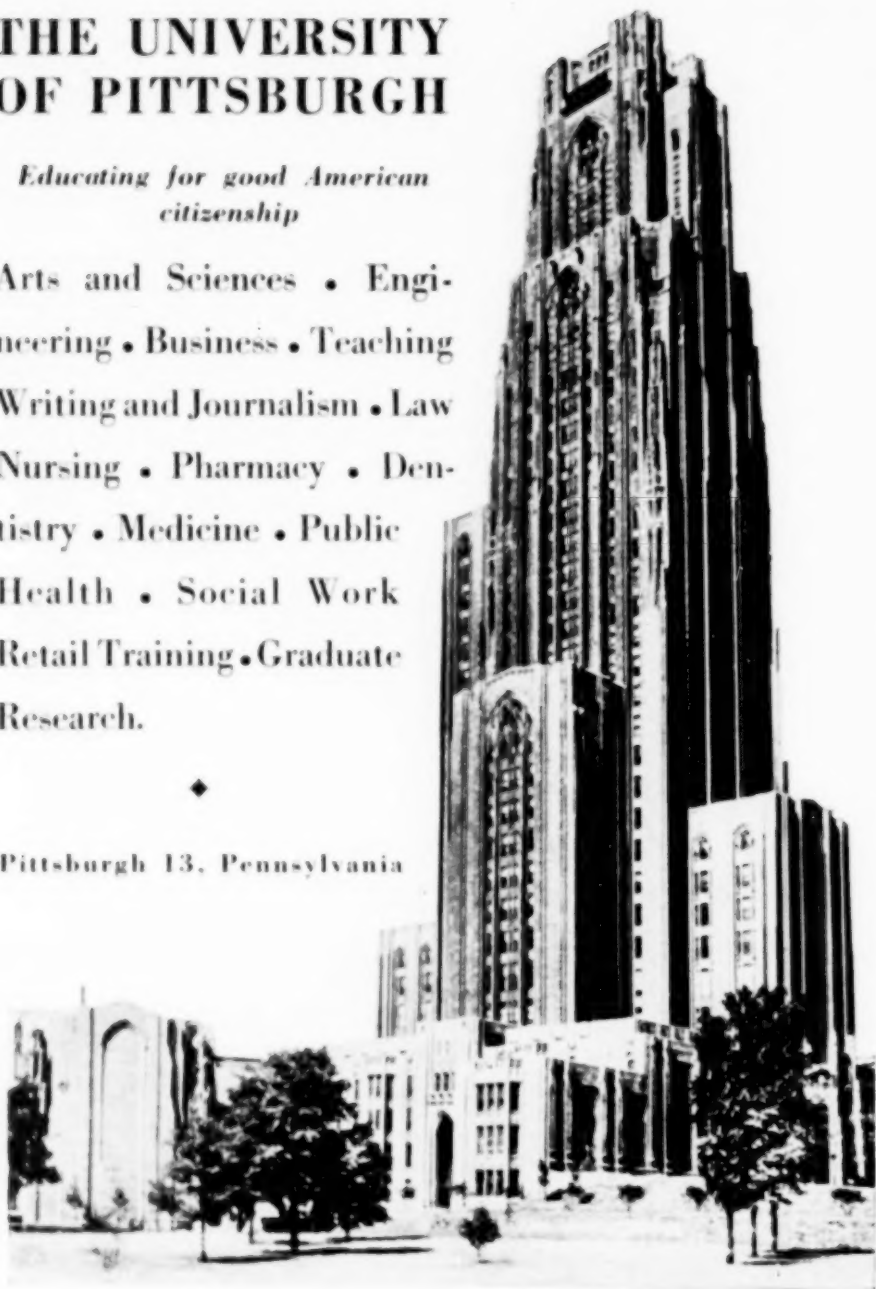 THE UNIVERSITY
OF PITTSBURGH
Educating for good American
citizenship
Arts and Sciences • Engi-
neering • Business • Teaching
Writing and Journalism • Law
Nursing • Pharmacy • Den-
tistry • Medicine • Public
Health • Social Work
Retail Training • Graduate
Research.
Pittsburgh 13, Pennsylvania